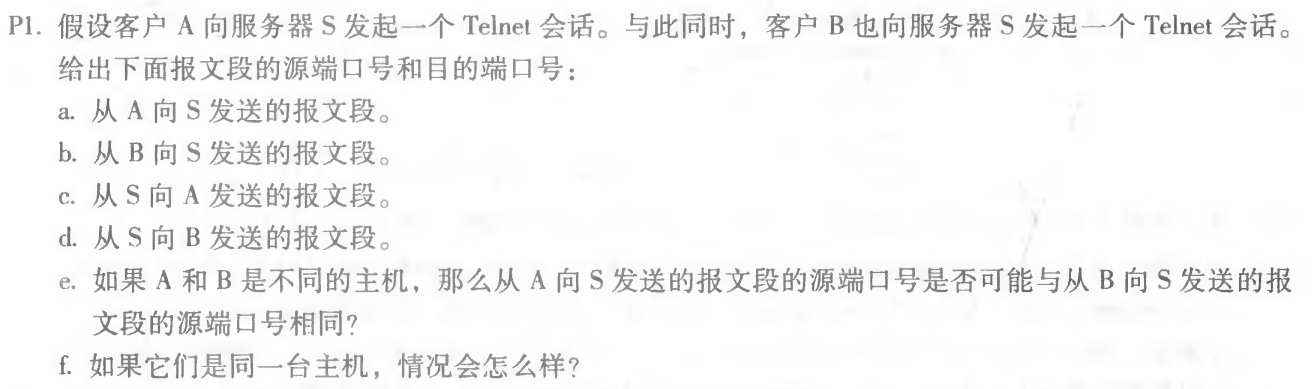 P1. 假设客户 A 向服务器 S 发起一个 Telnet 会话。与此同时，客户 B 也向服务器 S 发起一个 Telnet 会话。
给出下面报文段的源端口号和目的端口号：
a. 从 A 向 S 发送的报文段。
b. 从 B 向 S 发送的报文段。
c. 从 S 向 A 发送的报文段。
d. 从 S 向 B 发送的报文段。
e. 如果 A 和 B 是不同的主机，那么从 A 向 S 发送的报文段的源端口号是否可能与从 B 向 S 发送的报
文段的源端口号相同？
f. 如果它们是同一台主机，情况会怎么样？